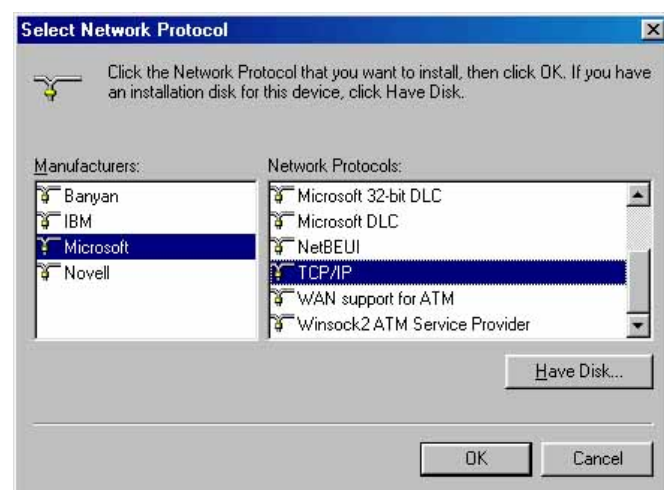 Select Network Protocol
Click the Network Protocol that you want to install, then click OK. If you have
an installation disk for this device, click Have Disk.
Manufacturers:
Banyan
IBM
Microsoft
Novell
Network Protocols:
Microsoft 32-bit DLC
Microsoft DLC
NetBEUI
TCP/IP
WAN support for ATM
Winsock2 ATM Service Provider
Have Disk...
OK
Cancel